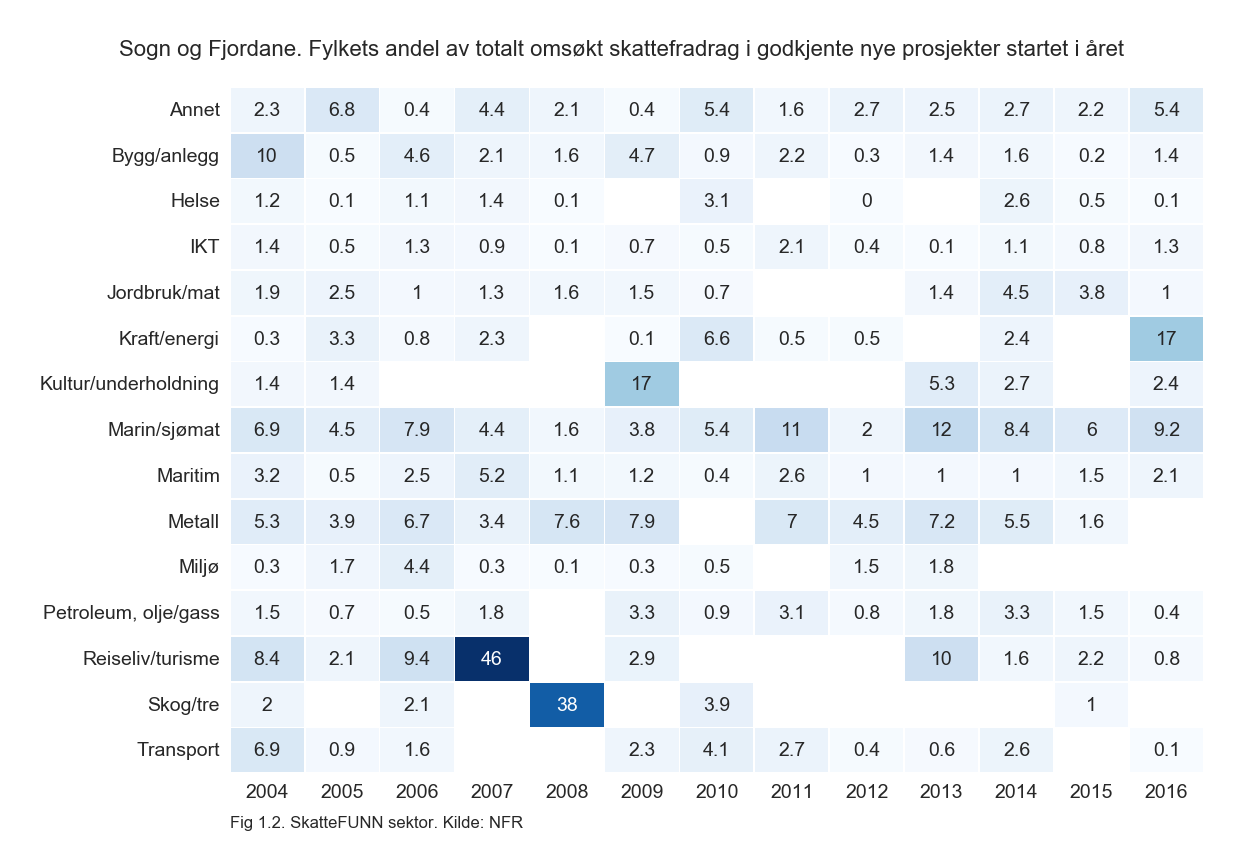 Sogn og Fjordane. Fylkets andel av totalt omsøkt skattefradrag i godkjente nye prosjekter startet i året
Annet 2.3 6.8 0.4 4.4 2.1 0.4 5.4 1.6 2.7 2.5 2.7 2.2 5.4
Bygg/anlegg 10 0.5 4.6 2.1 1.6 4.7 0.9 2.2 0.3 1.4 1.6 0.2 1.4
Helse 1.2 0.1 1.1 1.4 0.1 3.1 0 2.6 0.5 0.1
IKT 1.4 0.5 1.3 0.9 0.1 0.7 0.5 2.1 0.4 0.1 1.1 0.8 1.3
Jordbruk/mat 1.9 2.5 1 1.3 1.6 1.5 0.7 1.4 4.5 3.8 1
Kraft/energi 0.3 3.3 0.8 2.3 0.1 6.6 0.5 0.5 2.4 17
Kultur/underholdning 1.4 1.4 17 5.3 2.7 2.4
Marin/sjømat 6.9 4.5 7.9 4.4 1.6 3.8 5.4 11 2 12 8.4 6 9.2
Maritim 3.2 0.5 2.5 5.2 1.1 1.2 0.4 2.6 1 1 1 1.5 2.1
Metall 5.3 3.9 6.7 3.4 7.6 7.9 7 4.5 7.2 5.5 1.6
Miljø 0.3 1.7 4.4 0.3 0.1 0.3 0.5 1.5 1.8
Petroleum, olje/gass 1.5 0.7 0.5 1.8 3.3 0.9 3.1 0.8 1.8 3.3 1.5 0.4
Reiseliv/turisme 8.4 2.1 9.4 46 2.9 10 1.6 2.2 0.8
Skog/tre 2 2.1 38 3.9 1
Transport 6.9 0.9 1.6 2.3 4.1 2.7 0.4 0.6 2.6 0.1
2004 2005 2006 2007 2008 2009 2010 2011 2012 2013 2014 2015 2016
Fig 1.2. SkatteFUNN sektor. Kilde: NFR